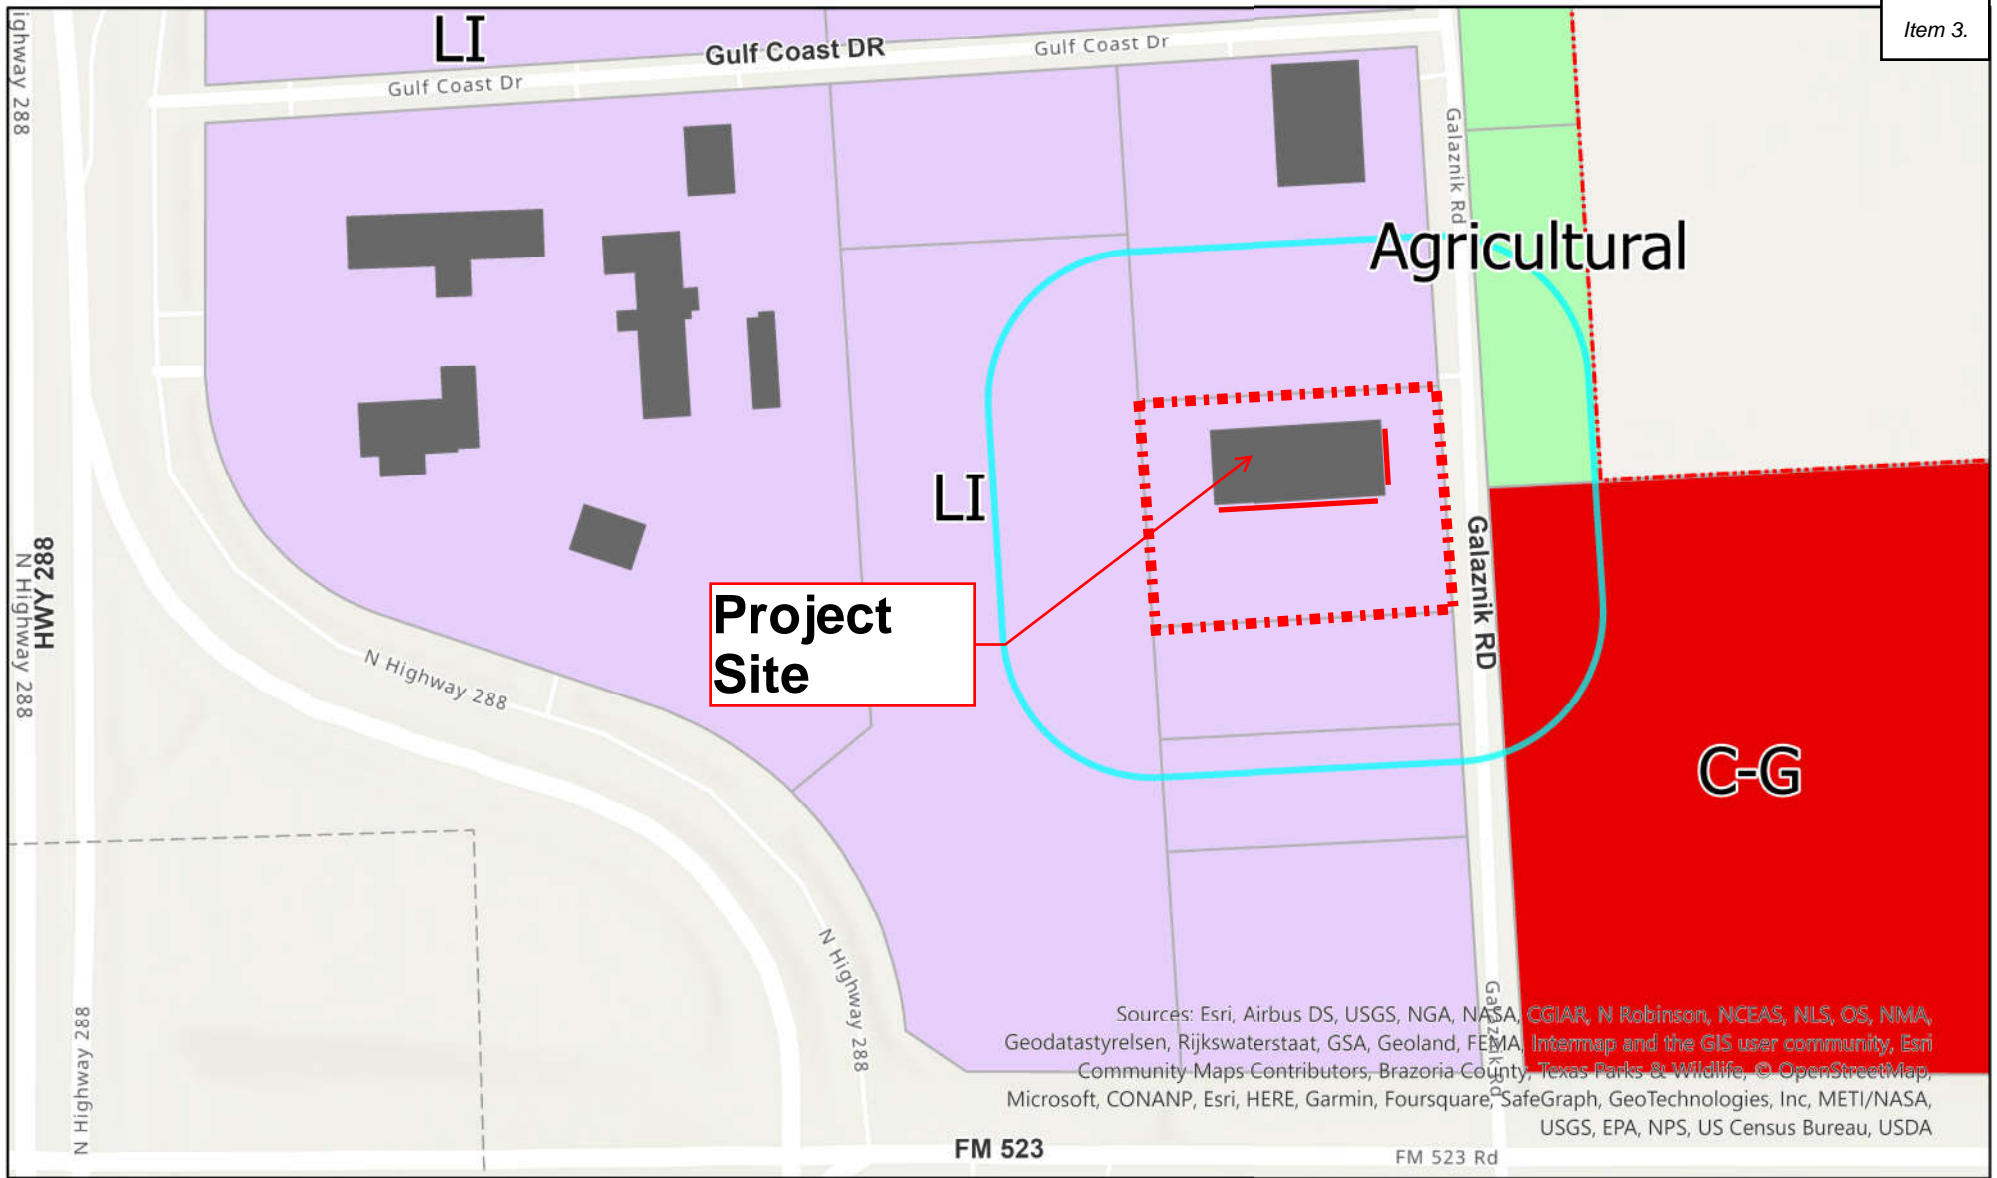 Item 3.
ighway 288
LI
Gulf Coast DR
Gulf Coast Dr
Gulf Coast Dr
Galaznik Rd
Agricultural
LI
HWY 288
N Highway 288
Project
Site
Galaznik RD
N Highway 288
C-G
N Highway 288
N Highway 288
Galaznik Rd
Sources: Esri, Airbus DS, USGS, NGA, NASA, CGIAR, N Robinson, NCEAS, NLS, OS, NMA,
Geodatastyrelsen, Rijkswaterstaat, GSA, Geoland, FEMA, Intermap and the GIS user community, Esri
Community Maps Contributors, Brazoria County, Texas Parks & Wildlife, © OpenStreetMap,
Microsoft, CONANP, Esri, HERE, Garmin, Foursquare, SafeGraph, GeoTechnologies, Inc, METI/NASA,
USGS, EPA, NPS, US Census Bureau, USDA
FM 523
FM 523 Rd